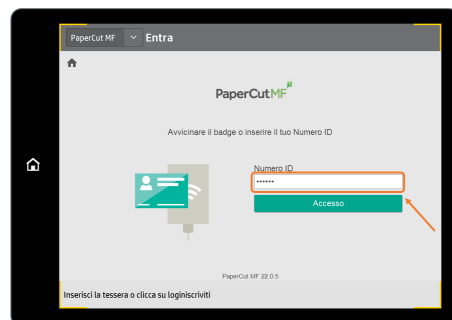 PaperCut MF Entra
PaperCutMF
Avvicinare il badge o inserire il tuo Numero ID
Numero ID
Accesso
PaperCut MF 22.0.5
Inserisci la tessera o clicca su loginiscriviti